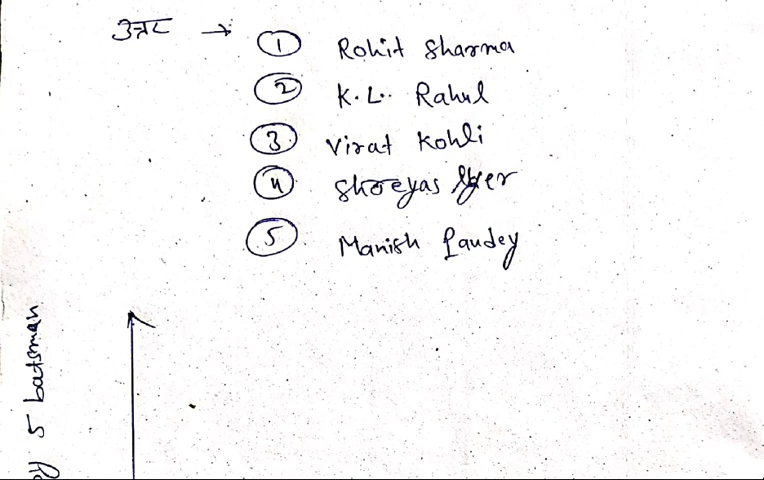 उत्तर → ① Rohit Sharma
② K.L. Rahul
③ Virat Kohli
④ Shreyas Iyer
⑤ Manish Pandey
5 batsman